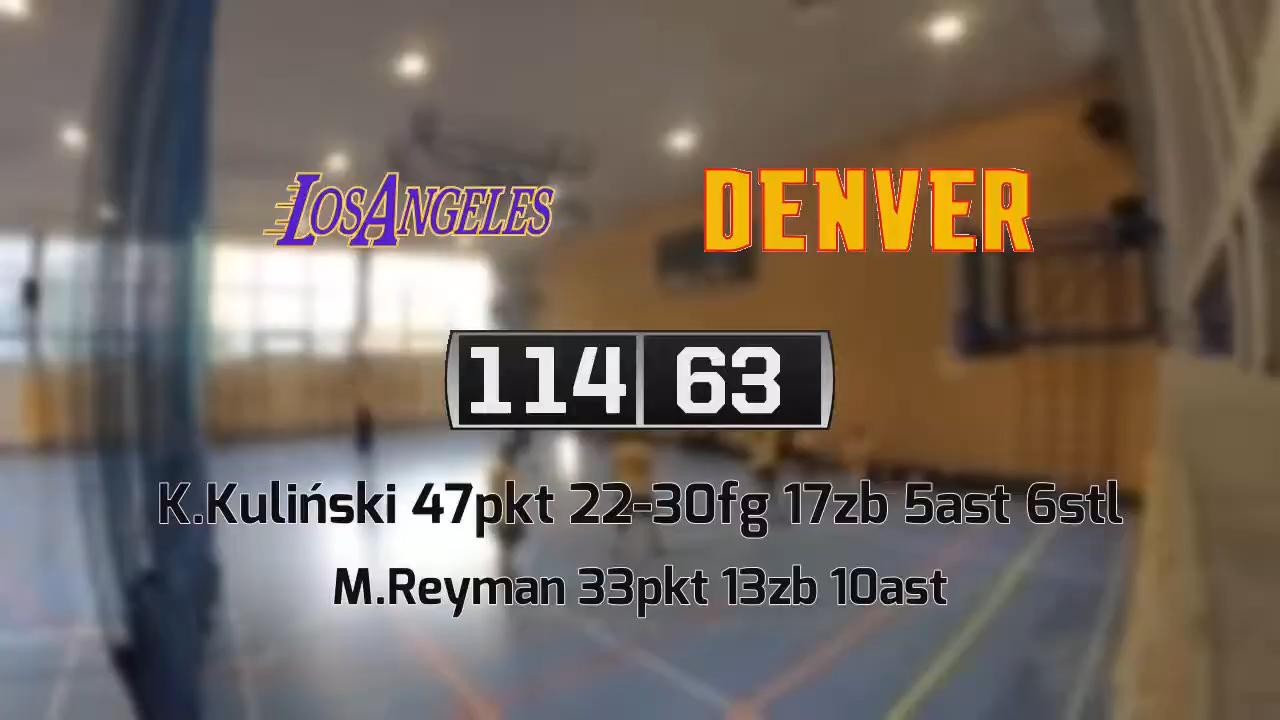 LOSANGELES DENVER
114 63
K.Kuliński 47pkt 22-30fg 17zb 5ast 6stl
M.Reyman 33pkt 13zb 10ast